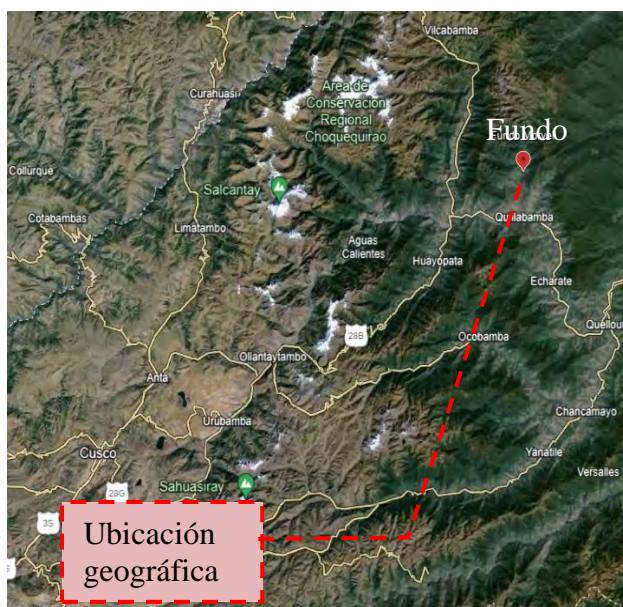 Vilcabamba
Curahuasi
Área de
Conservación
Regional
Choquequirao
Fundo
Collurque
Salcantay
Cotabambas
Limatambo
Quillabamba
Aguas
Calientes
Huayopata
Echarate
28B
Ocobamba
Quellouno
Ollantaytambo
Anta
Urubamba
Chancamayo
Cusco
Yanatile
Versalles
Sahuasiray
28G
3S
Ubicación
geográfica